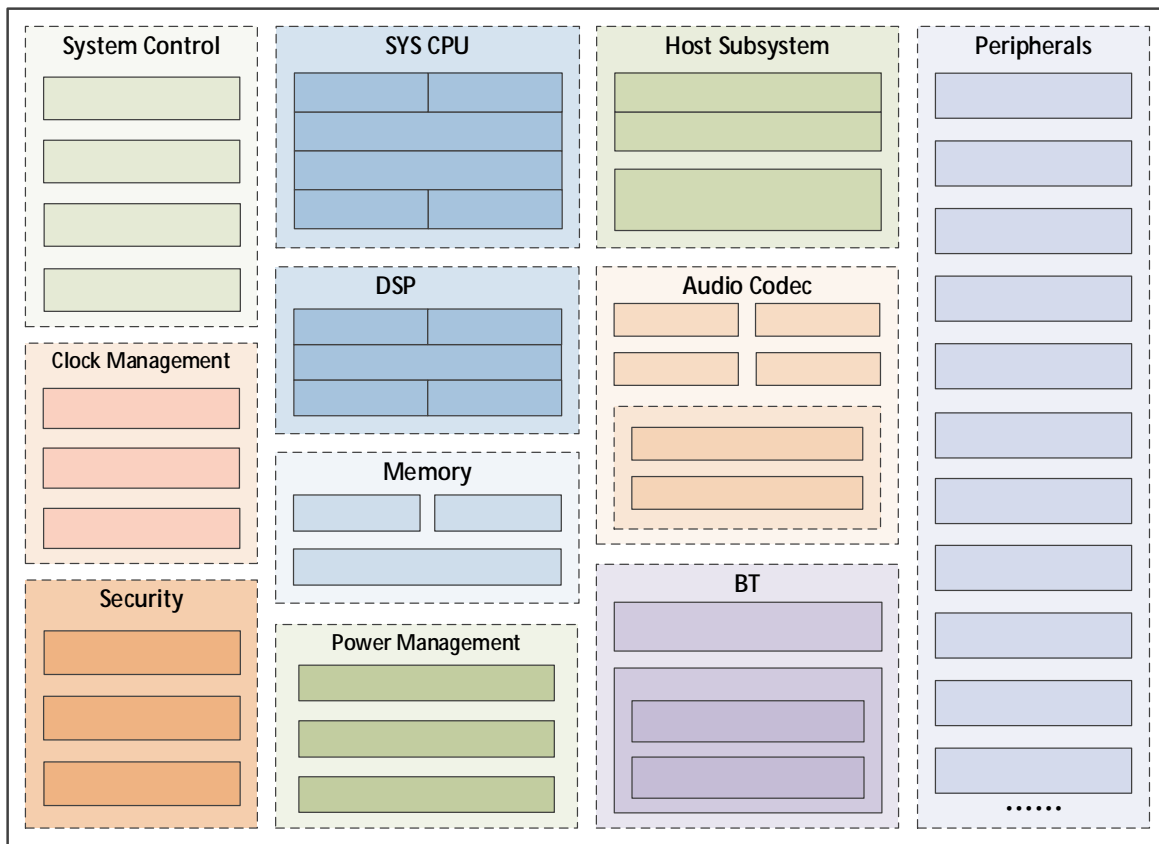 System Control
SYS CPU
Host Subsystem
Peripherals
DSP
Audio Codec
Clock Management
Memory
BT
Security
Power Management
......